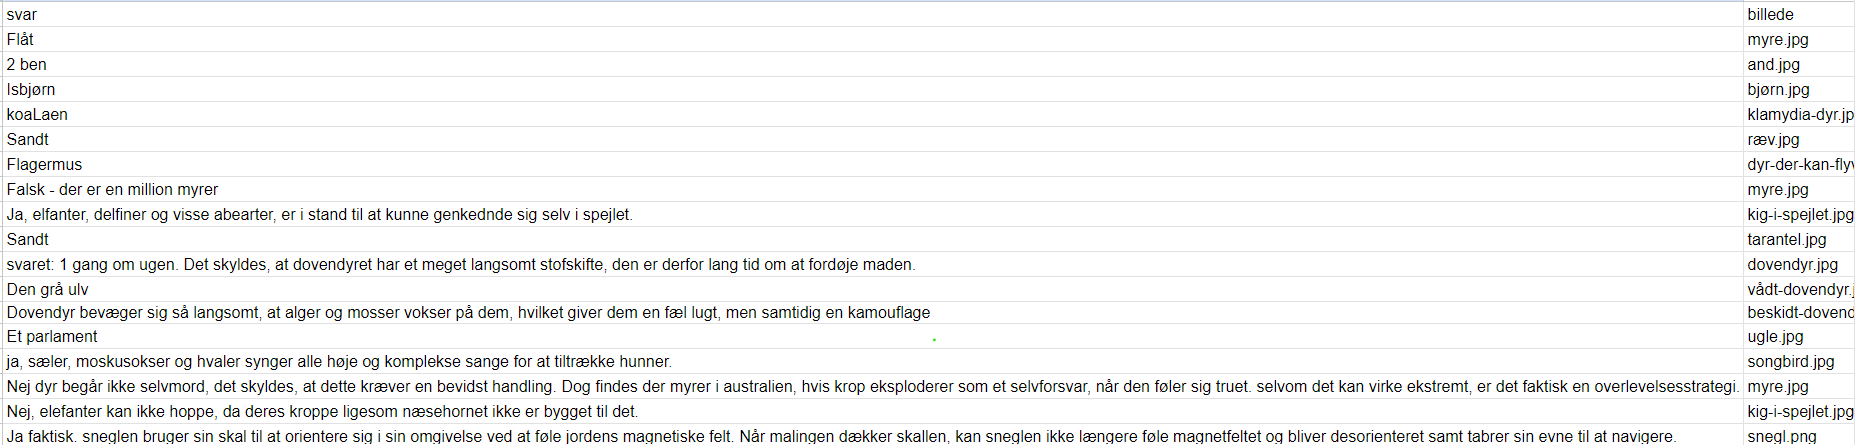 svar billede
Flåt myre.jpg
2 ben and.jpg
Isbjørn bjørn.jpg
koaLaen klamydia-dyr.jp
Sandt ræv.jpg
Flagermus dyr-der-kan-flyv
Falsk - der er en million myrer myre.jpg
Ja, elfanter, delfiner og visse abearter, er i stand til at kunne genkednde sig selv i spejlet. kig-i-spejlet.jpg
Sandt tarantel.jpg
svaret: 1 gang om ugen. Det skyldes, at dovendyret har et meget langsomt stofskifte, den er derfor lang tid om at fordøje maden. dovendyr.jpg
Den grå ulv vådt-dovendyr.j
Dovendyr bevæger sig så langsomt, at alger og mosser vokser på dem, hvilket giver dem en fæl lugt, men samtidig en kamouflage beskidt-dovend
Et parlament ugle.jpg
ja, sæler, moskusokser og hvaler synger alle høje og komplekse sange for at tiltrække hunner. songbird.jpg
Nej dyr begår ikke selvmord, det skyldes, at dette kræver en bevidst handling. Dog findes der myrer i australien, hvis krop eksploderer som et selvforsvar, når den føler sig truet. selvom det kan virke ekstremt, er det faktisk en overlevelsesstrategi. myre.jpg
Nej, elefanter kan ikke hoppe, da deres kroppe ligesom næsehornet ikke er bygget til det. kig-i-spejlet.jpg
Ja faktisk. sneglen bruger sin skal til at orientere sig i sin omgivelse ved at føle jordens magnetiske felt. Når malingen dækker skallen, kan sneglen ikke længere føle magnetfeltet og bliver desorienteret samt tabrer sin evne til at navigere. snegl.png